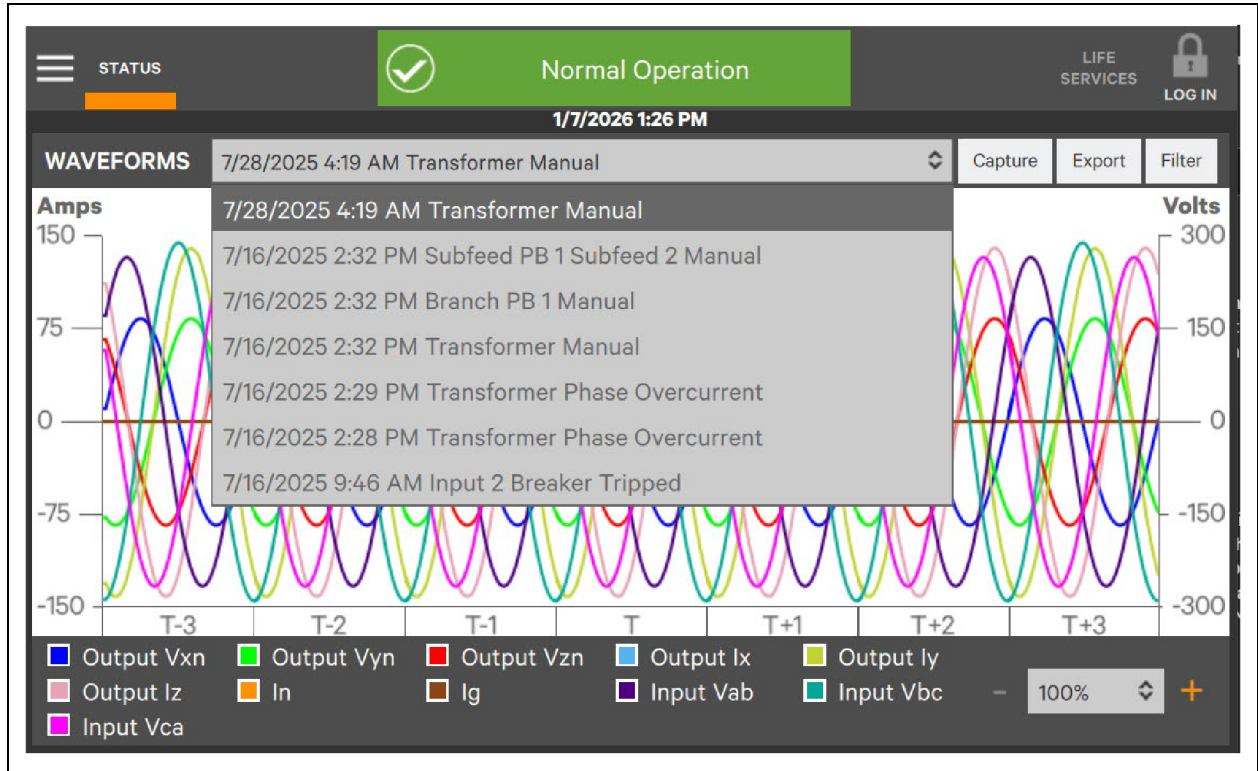 STATUS
Normal Operation
LIFE
SERVICES
LOG IN
1/7/2026 1:26 PM
WAVEFORMS
7/28/2025 4:19 AM Transformer Manual
Capture
Export
Filter
Amps
Volts
7/28/2025 4:19 AM Transformer Manual
7/16/2025 2:32 PM Subfeed PB 1 Subfeed 2 Manual
7/16/2025 2:32 PM Branch PB 1 Manual
7/16/2025 2:32 PM Transformer Manual
7/16/2025 2:29 PM Transformer Phase Overcurrent
7/16/2025 2:28 PM Transformer Phase Overcurrent
7/16/2025 9:46 AM Input 2 Breaker Tripped
150
75
0
-75
-150
300
150
0
-150
-300
T-3 T-2 T-1 T T+1 T+2 T+3
Output Vxn Output Vyn Output Vzn Output Ix Output Iy
Output Iz In Ig Input Vab Input Vbc
Input Vca
- 100% +